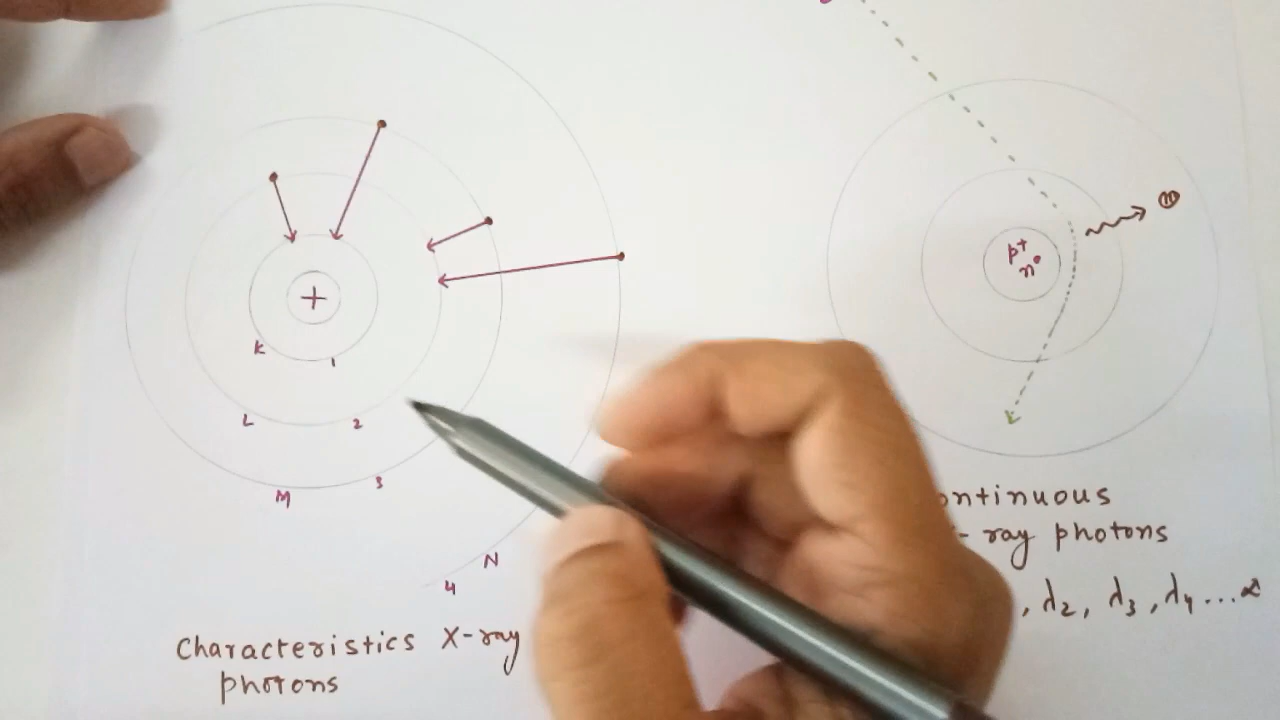 +
K
1
L
2
M
3
N
4
Characteristics X-ray
photons
p+
n°
ontinuous
- ray photons
, λ2, λ3, λ4 ... ∝